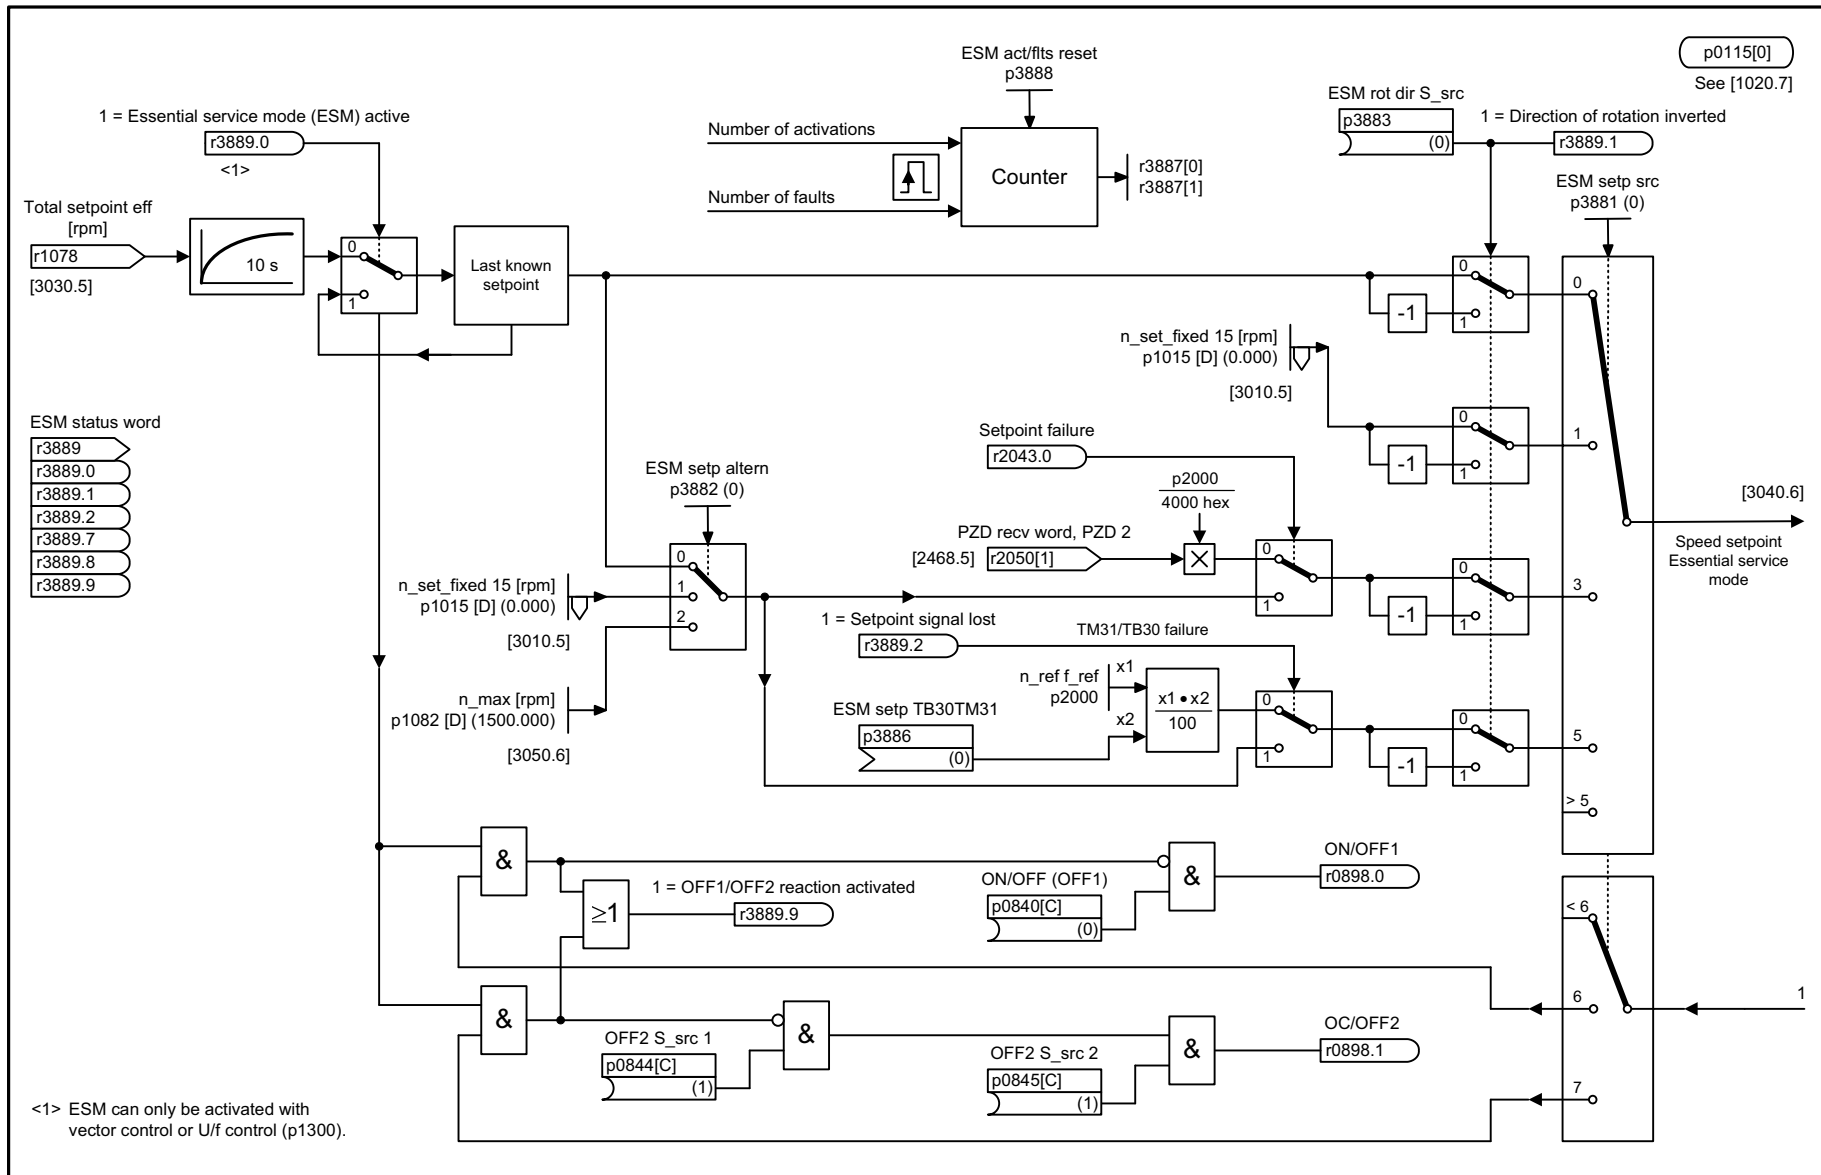 ESM act/flts reset
p3888
p0115[0]
See [1020.7]
1 = Essential service mode (ESM) active
r3889.0
<1>
Number of activations
Number of faults
Counter
r3887[0]
r3887[1]
ESM rot dir S_src
p3883
(0)
1 = Direction of rotation inverted
r3889.1
ESM setp src
p3881 (0)
Total setpoint eff
[rpm]
r1078
[3030.5]
10 s
0
1
Last known
setpoint
0
-1
1
0
n_set_fixed 15 [rpm]
p1015 [D] (0.000)
[3010.5]
0
-1
1
1
ESM status word
r3889
r3889.0
r3889.1
r3889.2
r3889.7
r3889.8
r3889.9
ESM setp altern
p3882 (0)
0
1
2
n_set_fixed 15 [rpm]
p1015 [D] (0.000)
[3010.5]
n_max [rpm]
p1082 [D] (1500.000)
[3050.6]
Setpoint failure
r2043.0
p2000
4000 hex
PZD recv word, PZD 2
[2468.5]
r2050[1]
0
1
0
-1
1
3
[3040.6]
Speed setpoint
Essential service
mode
1 = Setpoint signal lost
r3889.2
TM31/TB30 failure
n_ref f_ref
p2000
x1
x2
x1 • x2
100
ESM setp TB30TM31
p3886
(0)
0
1
0
-1
1
5
> 5
&
≥1
1 = OFF1/OFF2 reaction activated
r3889.9
ON/OFF (OFF1)
p0840[C]
(0)
&
ON/OFF1
r0898.0
< 6
6
7
1
&
OFF2 S_src 1
p0844[C]
(1)
&
OFF2 S_src 2
p0845[C]
(1)
&
OC/OFF2
r0898.1
<1> ESM can only be activated with
vector control or U/f control (p1300).